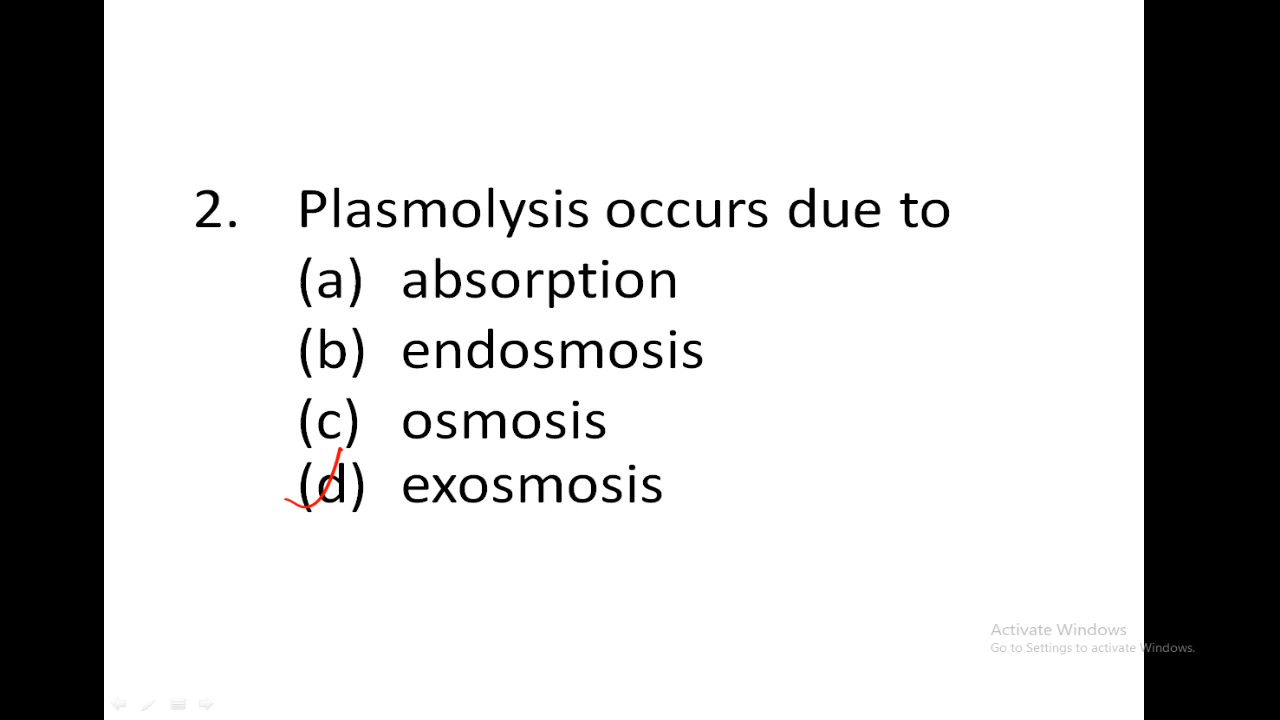 2. Plasmolysis occurs due to
(a) absorption
(b) endosmosis
(c) osmosis
(d) exosmosis
Activate Windows
Go to Settings to activate Windows.